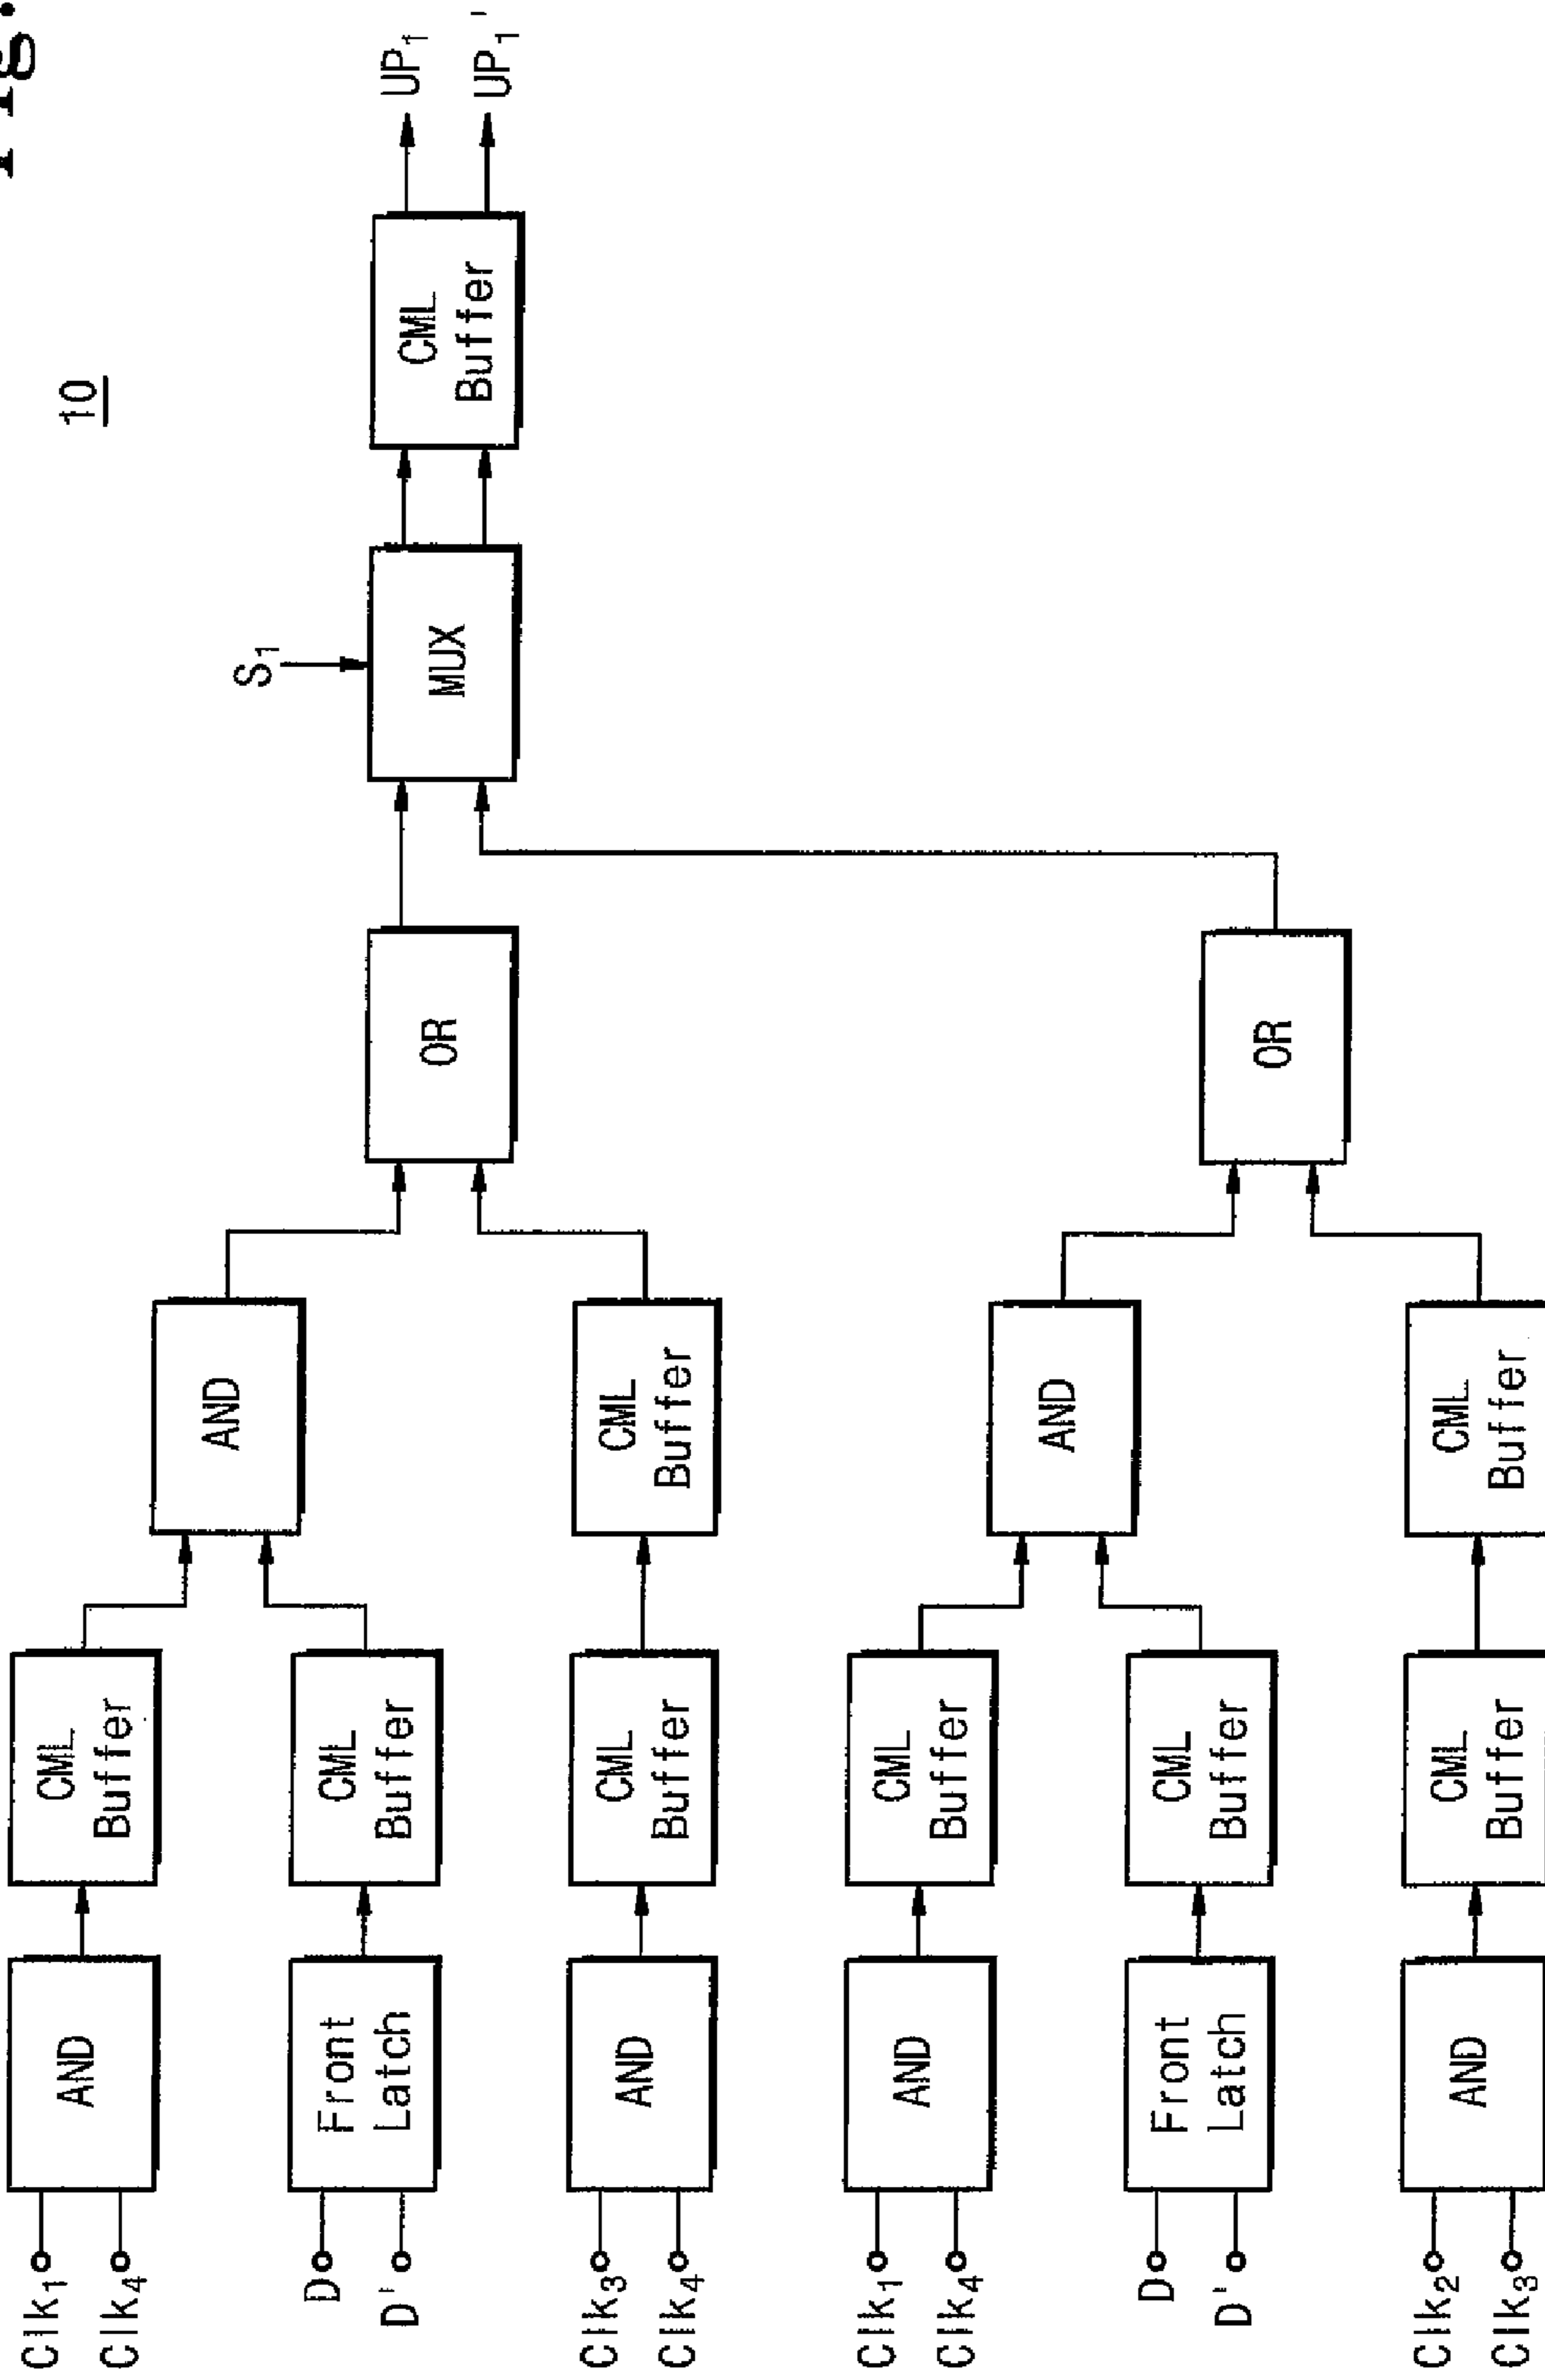 Fig.
10
Clk₁
Clk₄
AND
CML
Buffer
AND
D
D'
Front
Latch
CML
Buffer
Clk₃
Clk₄
AND
CML
Buffer
CML
Buffer
OR
S₁
MUX
CML
Buffer
UP₁
UP₁'
Clk₁
Clk₄
AND
CML
Buffer
AND
D
D'
Front
Latch
CML
Buffer
Clk₂
Clk₃
AND
CML
Buffer
CML
Buffer
OR